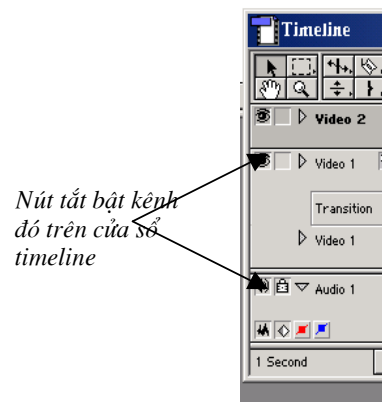 Timeline
Video 2
Video 1
Nút tắt bật kênh
đó trên cửa sổ
timeline
Transition
Video 1
Audio 1
1 Second